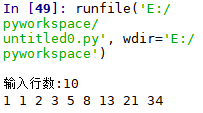 In [49]: runfile('E:/
pyworkspace/
untitled0.py', wdir='E:/
pyworkspace')
输入行数:10
1 1 2 3 5 8 13 21 34